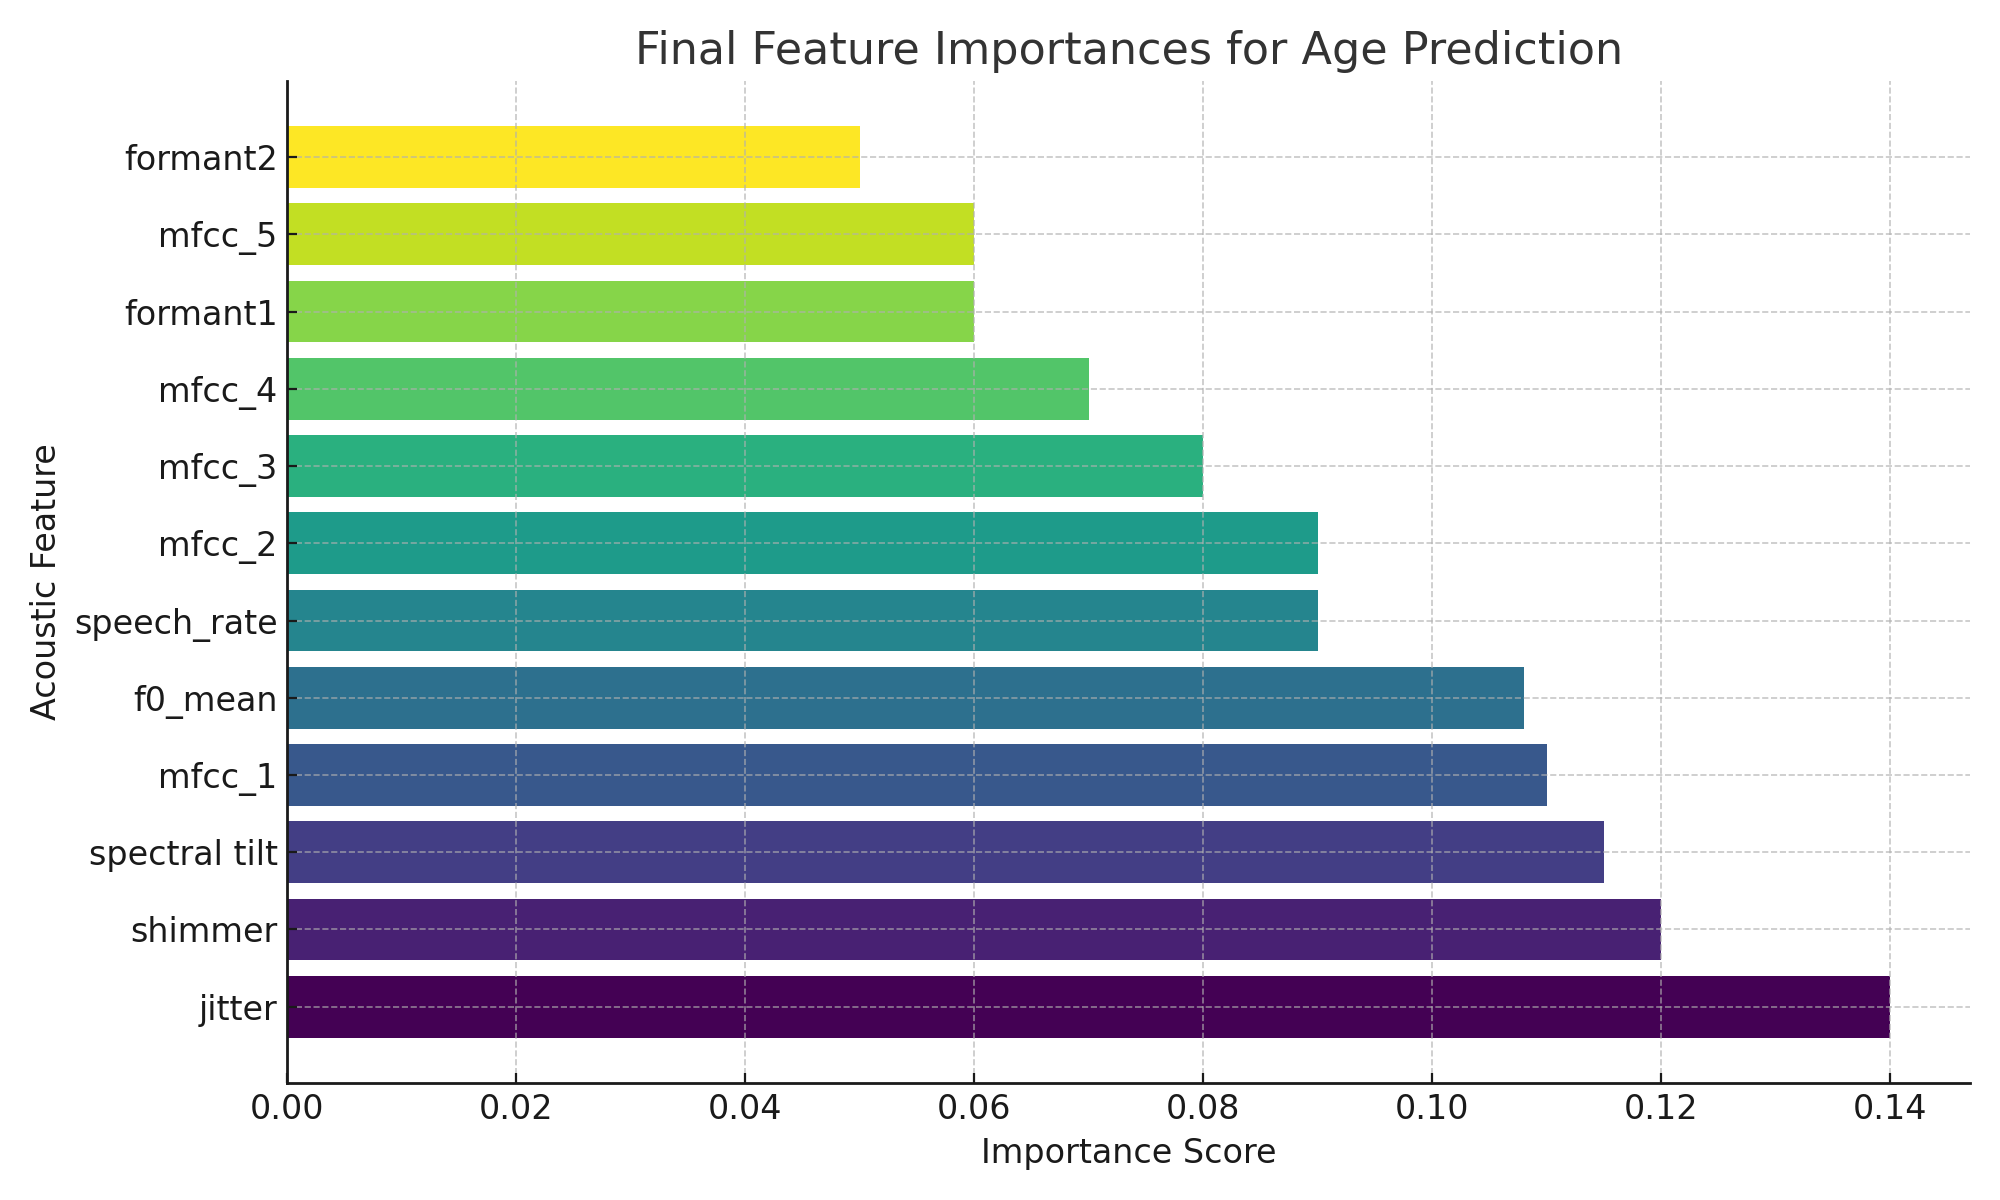 Final Feature Importances for Age Prediction
Acoustic Feature
formant2
mfcc_5
formant1
mfcc_4
mfcc_3
mfcc_2
speech_rate
f0_mean
mfcc_1
spectral tilt
shimmer
jitter
0.00 0.02 0.04 0.06 0.08 0.10 0.12 0.14
Importance Score